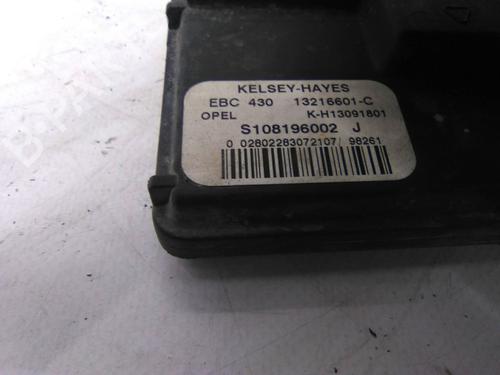 KELSEY-HAYES
EBC 430 13216601-C
OPEL K-H13091801
S108196002 J
0 02802283072107/ 98261